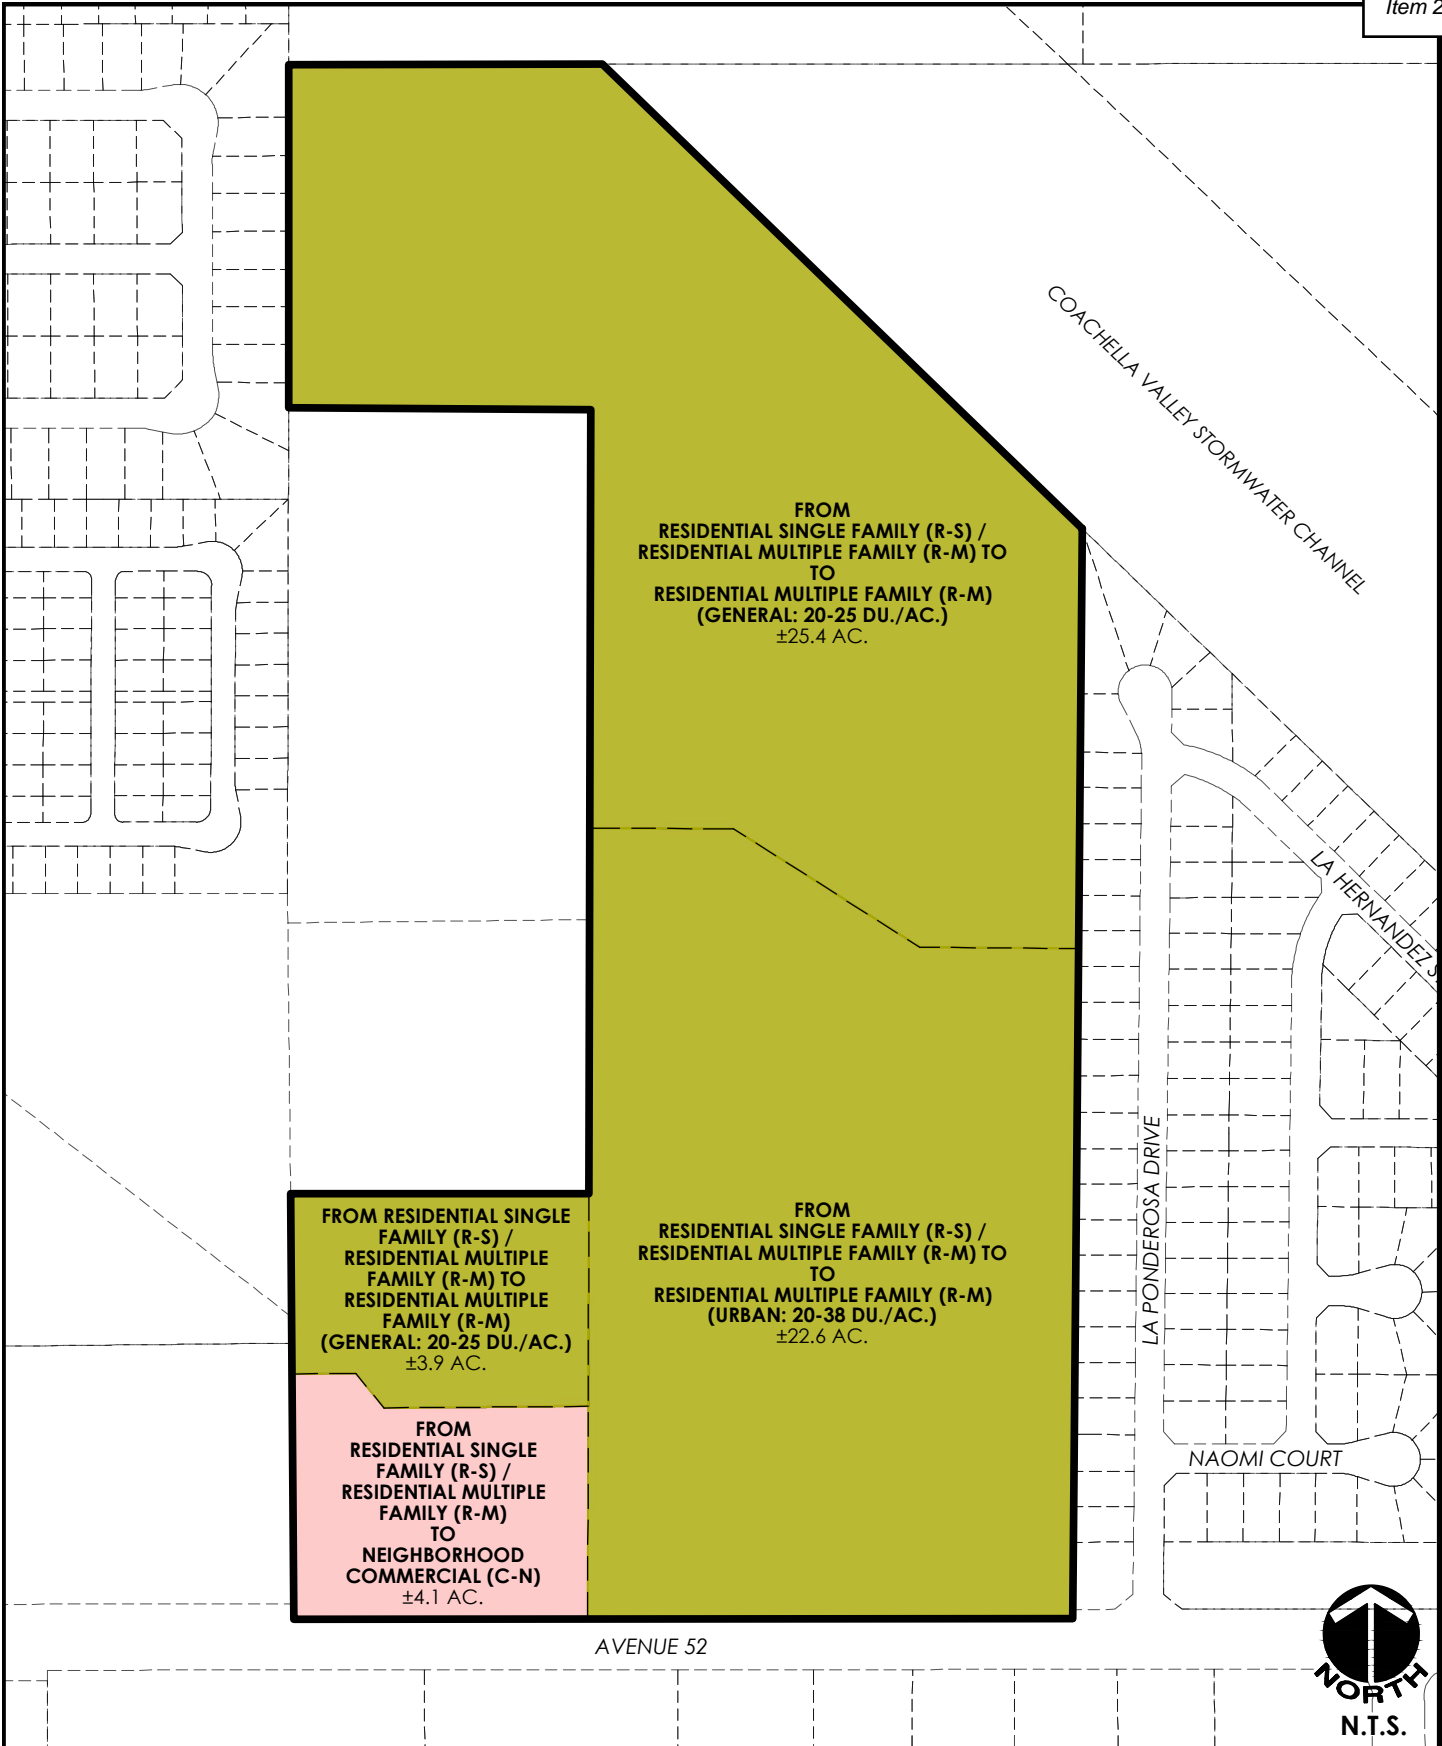 Item 2
COACHELLA VALLEY STORMWATER CHANNEL
FROM
RESIDENTIAL SINGLE FAMILY (R-S) /
RESIDENTIAL MULTIPLE FAMILY (R-M) TO
TO
RESIDENTIAL MULTIPLE FAMILY (R-M)
(GENERAL: 20-25 DU./AC.)
±25.4 AC.
LA HERNANDEZ S
LA PONDEROSA DRIVE
FROM RESIDENTIAL SINGLE
FAMILY (R-S) /
RESIDENTIAL MULTIPLE
FAMILY (R-M) TO
RESIDENTIAL MULTIPLE
FAMILY (R-M)
(GENERAL: 20-25 DU./AC.)
±3.9 AC.
FROM
RESIDENTIAL SINGLE FAMILY (R-S) /
RESIDENTIAL MULTIPLE FAMILY (R-M) TO
TO
RESIDENTIAL MULTIPLE FAMILY (R-M)
(URBAN: 20-38 DU./AC.)
±22.6 AC.
FROM
RESIDENTIAL SINGLE
FAMILY (R-S) /
RESIDENTIAL MULTIPLE
FAMILY (R-M)
TO
NEIGHBORHOOD
COMMERCIAL (C-N)
±4.1 AC.
NAOMI COURT
AVENUE 52
NORTH
N.T.S.